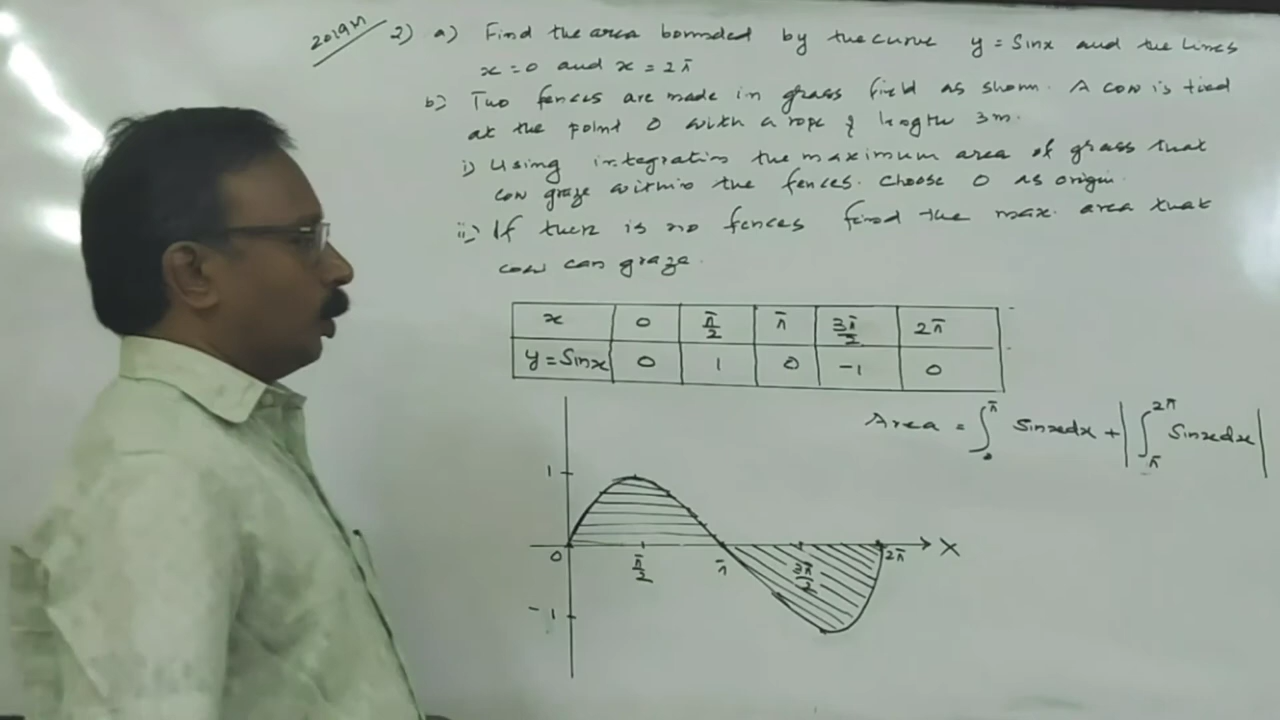 2019N 2) a) Find the area bounded by the curve y = Sinx and the lines
x = 0 and x = 2π
b) Two fences are made in grass field as shown. A cow is tied
at the point O with a rope of length 3m.
i) Using integration the maximum area of grass that
cow graze within the fences. Choose O as origin.
ii) If there is no fences find the max. area that
cow can graze.
x 0 π/2 π 3π/2 2π
y = Sinx 0 1 0 -1 0
Area = ∫₀^π Sinxdx + |∫_π^2π Sinxdx|
1
0 π/2 π 3π/2 2π X
-1